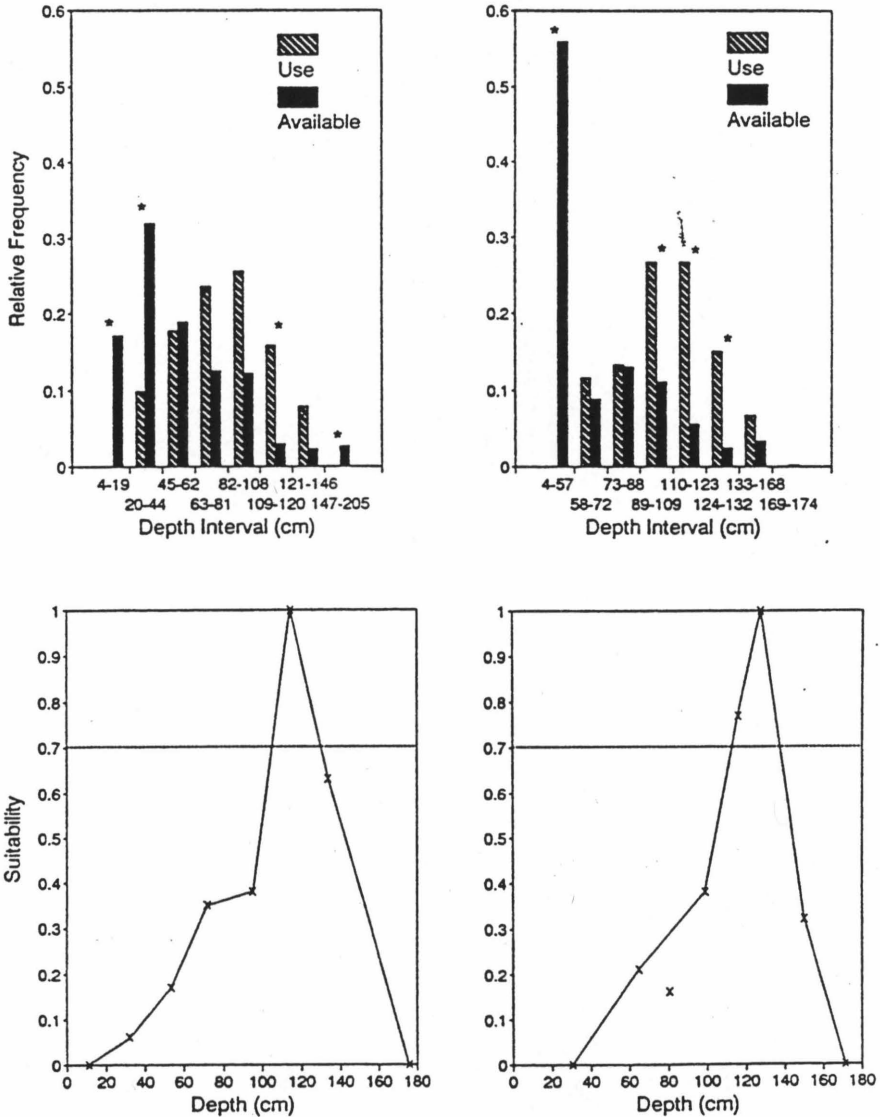 0.6
0.5
0.4
0.3
0.2
0.1
0
Relative Frequency
Use
Available
*
*
*
*
4-19 45-62 82-108 121-146
20-44 63-81 109-120 147-205
Depth Interval (cm)
0.6
0.5
0.4
0.3
0.2
0.1
0
Use
Available
*
*
*
*
4-57 73-88 110-123 133-168
58-72 89-109 124-132 169-174
Depth Interval (cm)
1
0.9
0.8
0.7
0.6
0.5
0.4
0.3
0.2
0.1
0
Suitability
0 20 40 60 80 100 120 140 160 180
Depth (cm)
1
0.9
0.8
0.7
0.6
0.5
0.4
0.3
0.2
0.1
0
0 20 40 60 80 100 120 140 160 180
Depth (cm)